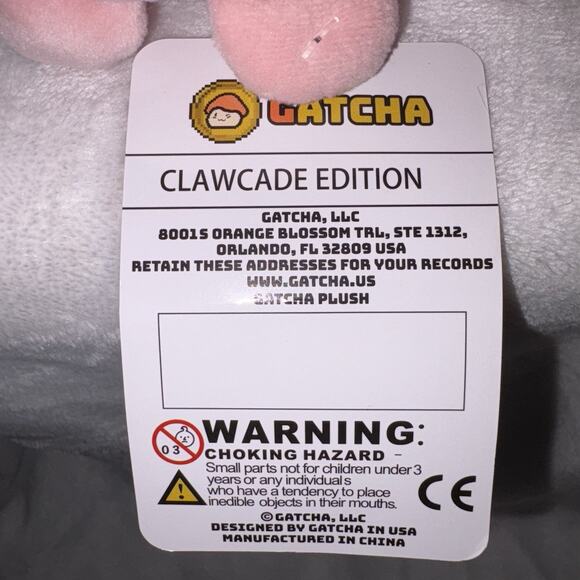 GATCHA
CLAWCADE EDITION
GATCHA, LLC
8001S ORANGE BLOSSOM TRL, STE 1312,
ORLANDO, FL 32809 USA
RETAIN THESE ADDRESSES FOR YOUR RECORDS
WWW.GATCHA.US
GATCHA PLUSH
WARNING:
03
CHOKING HAZARD -
Small parts not for children under3
years or any individuals
who have a tendency to place
inedible objects in their mouths.
CE
© GATCHA, LLC
DESIGNED BY GATCHA IN USA
MANUFACTURED IN CHINA